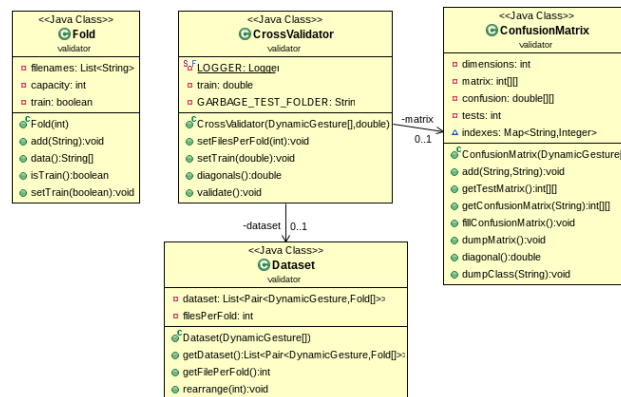 <<Java Class>>
Fold
validator
filenames: List<String>
capacity: int
train: boolean
Fold(int)
add(String):void
data():String[]
isTrain():boolean
setTrain(boolean):void
<<Java Class>>
CrossValidator
validator
S F LOGGER: Logger
train: double
GARBAGE_TEST_FOLDER: Strin
CrossValidator(DynamicGesture[],double)
setFilesPerFold(int):void
setTrain(double):void
diagonals():double
validate():void
-matrix
0..1
<<Java Class>>
ConfusionMatrix
validator
dimensions: int
matrix: int[][]
confusion: double[][]
tests: int
indexes: Map<String,Integer>
ConfusionMatrix(DynamicGesture[
add(String,String):void
getTestMatrix():int[][]
getConfusionMatrix(String):int[][]
fillConfusionMatrix():void
dumpMatrix():void
diagonal():double
dumpClass(String):void
-dataset 0..1
<<Java Class>>
Dataset
validator
dataset: List<Pair<DynamicGesture,Fold[]>>
filesPerFold: int
Dataset(DynamicGesture[])
getDataset():List<Pair<DynamicGesture,Fold[]>>
getFilePerFold():int
rearrange(int):void